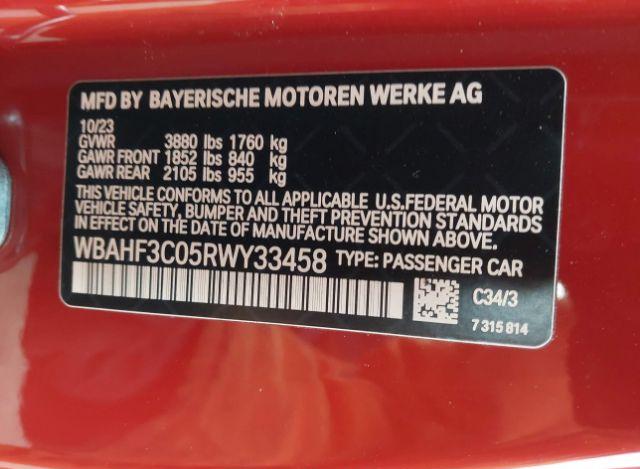 MFD BY BAYERISCHE MOTOREN WERKE AG
10/23
GVWR 3880 lbs 1760 kg
GAWR FRONT 1852 lbs 840 kg
GAWR REAR 2105 lbs 955 kg
THIS VEHICLE CONFORMS TO ALL APPLICABLE U.S.FEDERAL MOTOR
VEHICLE SAFETY, BUMPER AND THEFT PREVENTION STANDARDS
IN EFFECT ON THE DATE OF MANUFACTURE SHOWN ABOVE.
WBAHF3C05RWY33458 TYPE: PASSENGER CAR
C34/3
7 315 814